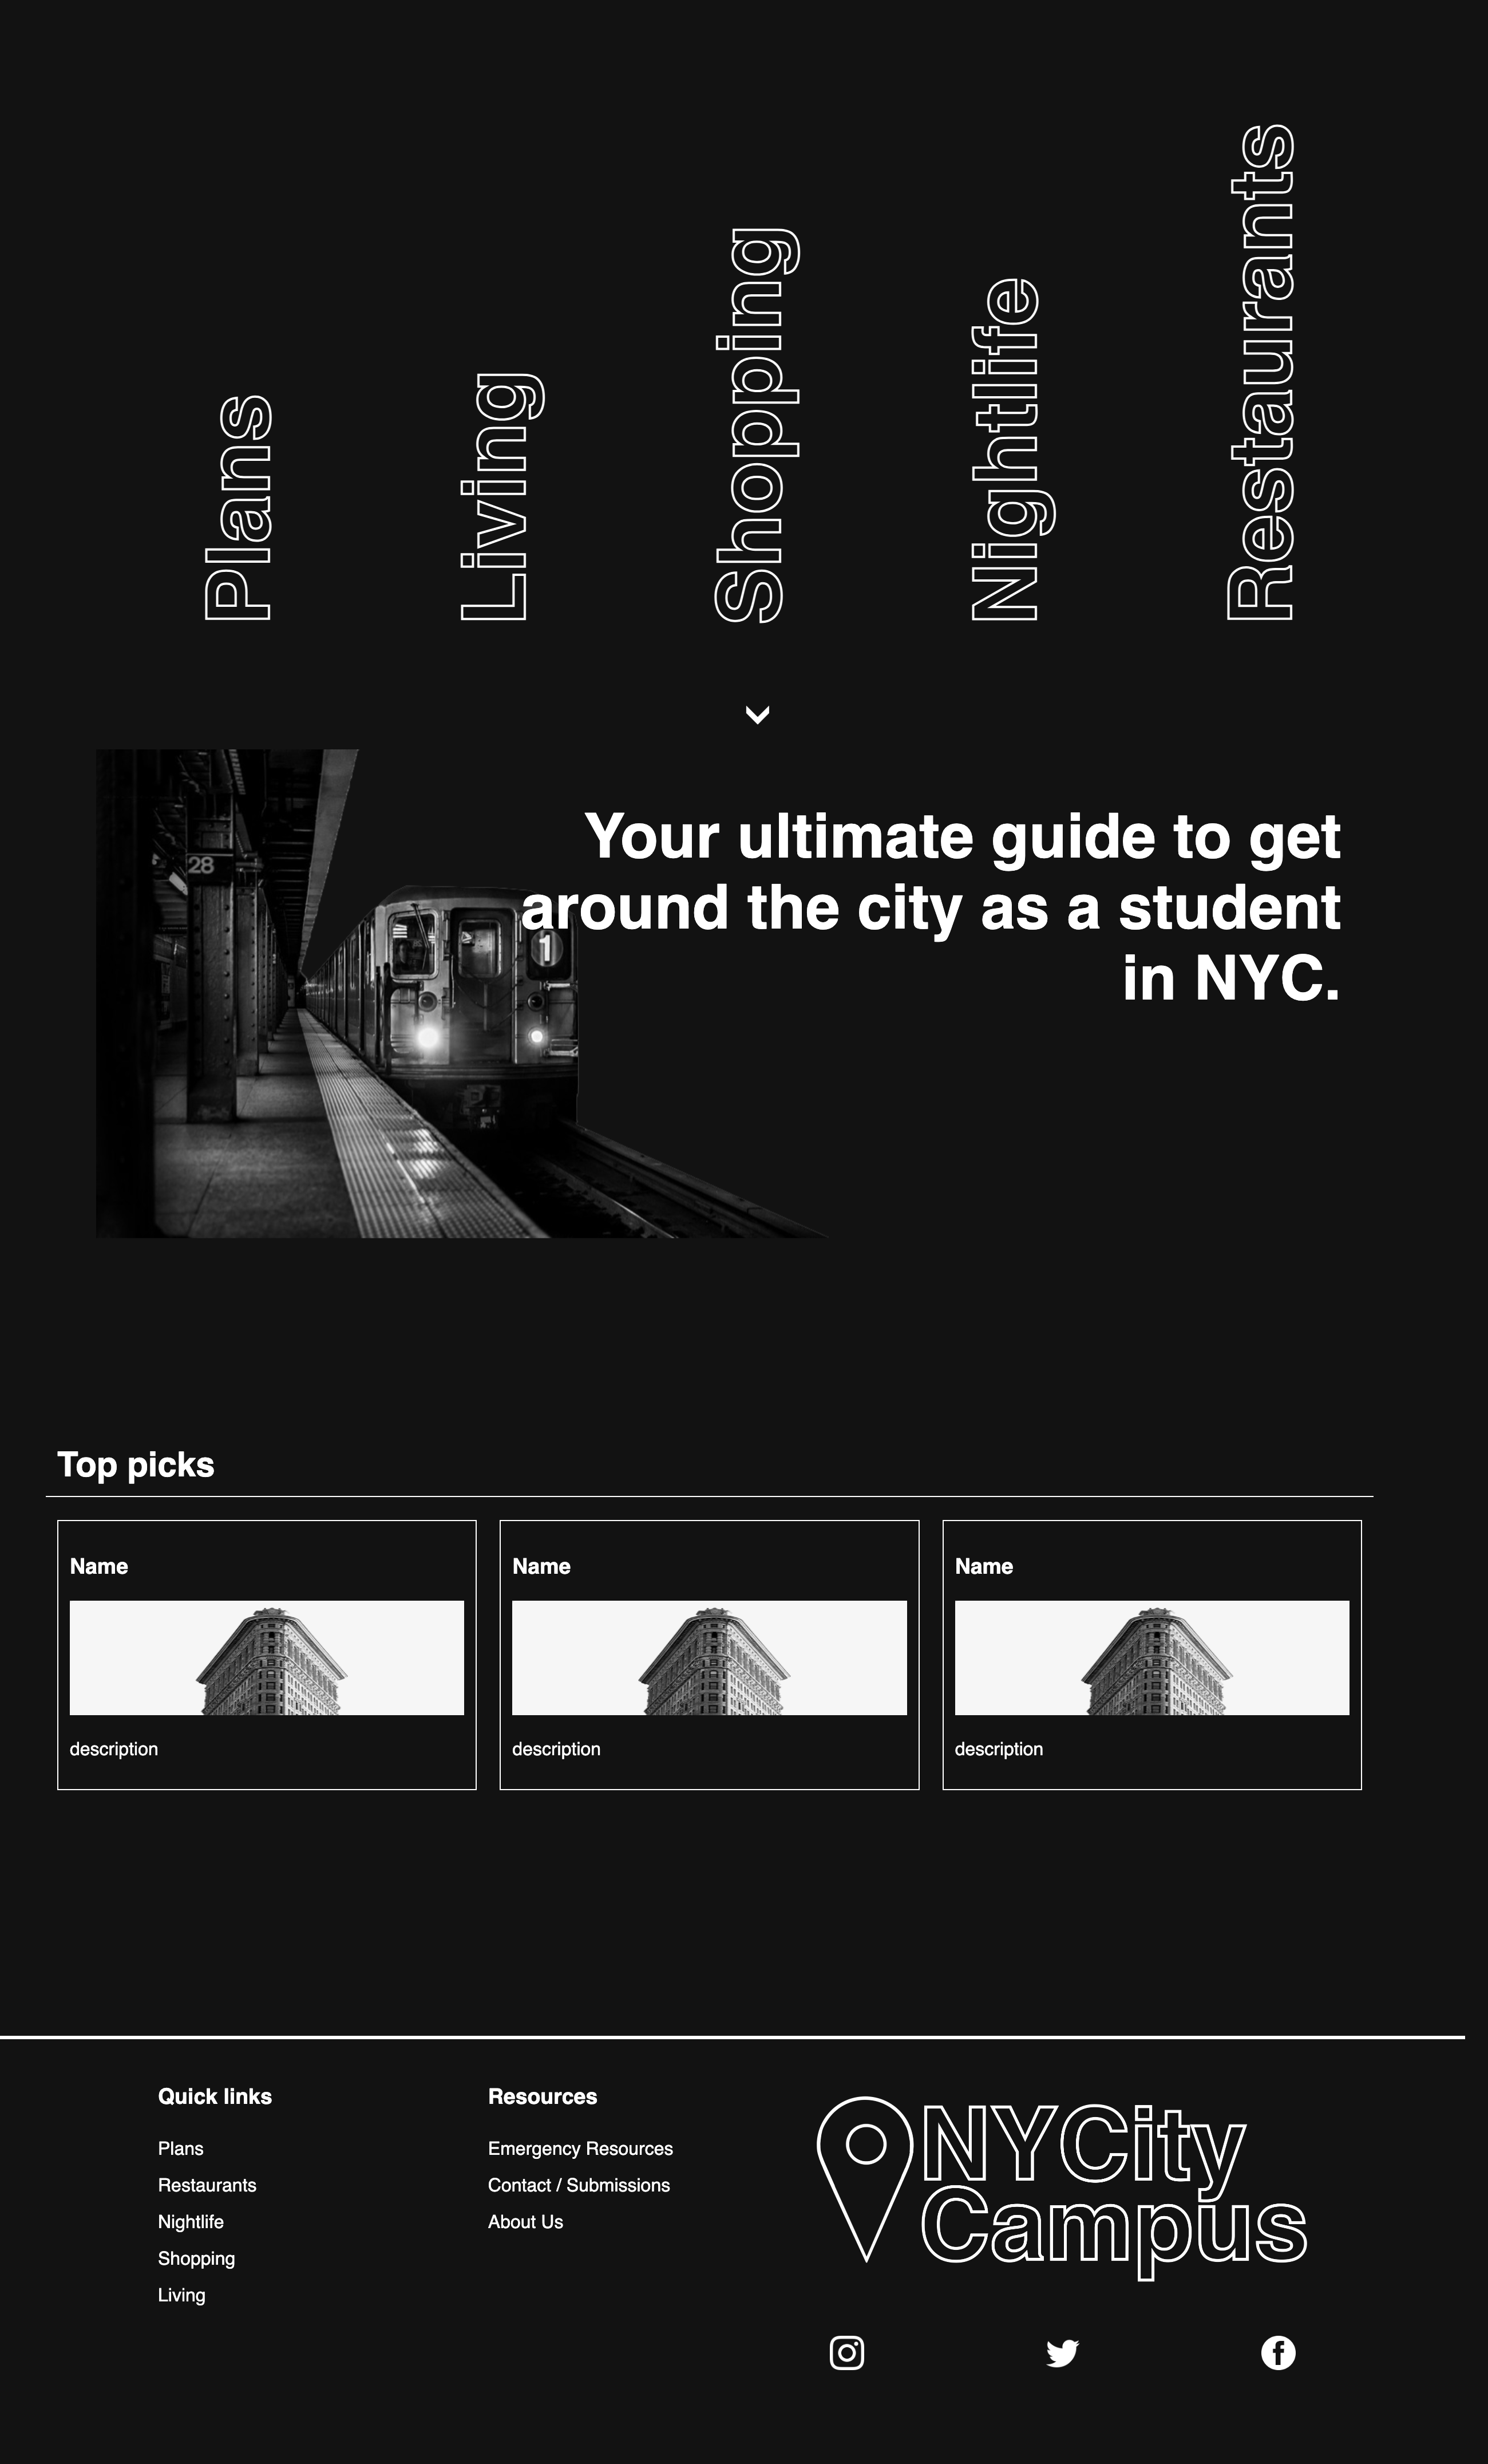 Plans
Living
Shopping
Nightlife
Restaurants
28
Your ultimate guide to get
around the city as a student
1
in NYC.
Top picks
Name
Name
Name
description
description
description
Quick links
Plans
Restaurants
Nightlife
Shopping
Living
Resources
Emergency Resources
Contact / Submissions
About Us
NYCity
Campus